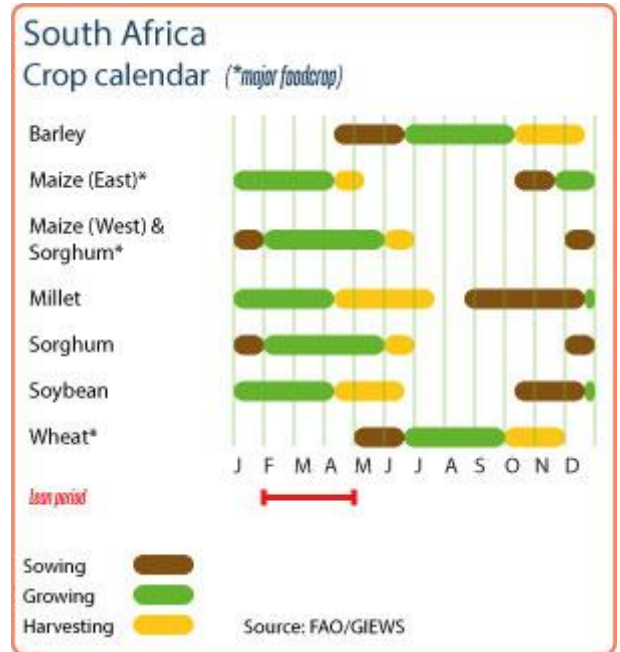 South Africa
Crop calendar (*major foodcrop)
Barley
Maize (East)*
Maize (West) &
Sorghum*
Millet
Sorghum
Soybean
Wheat*
J F M A M J J A S O N D
Lean period
Sowing
Growing
Harvesting
Source: FAO/GIEWS